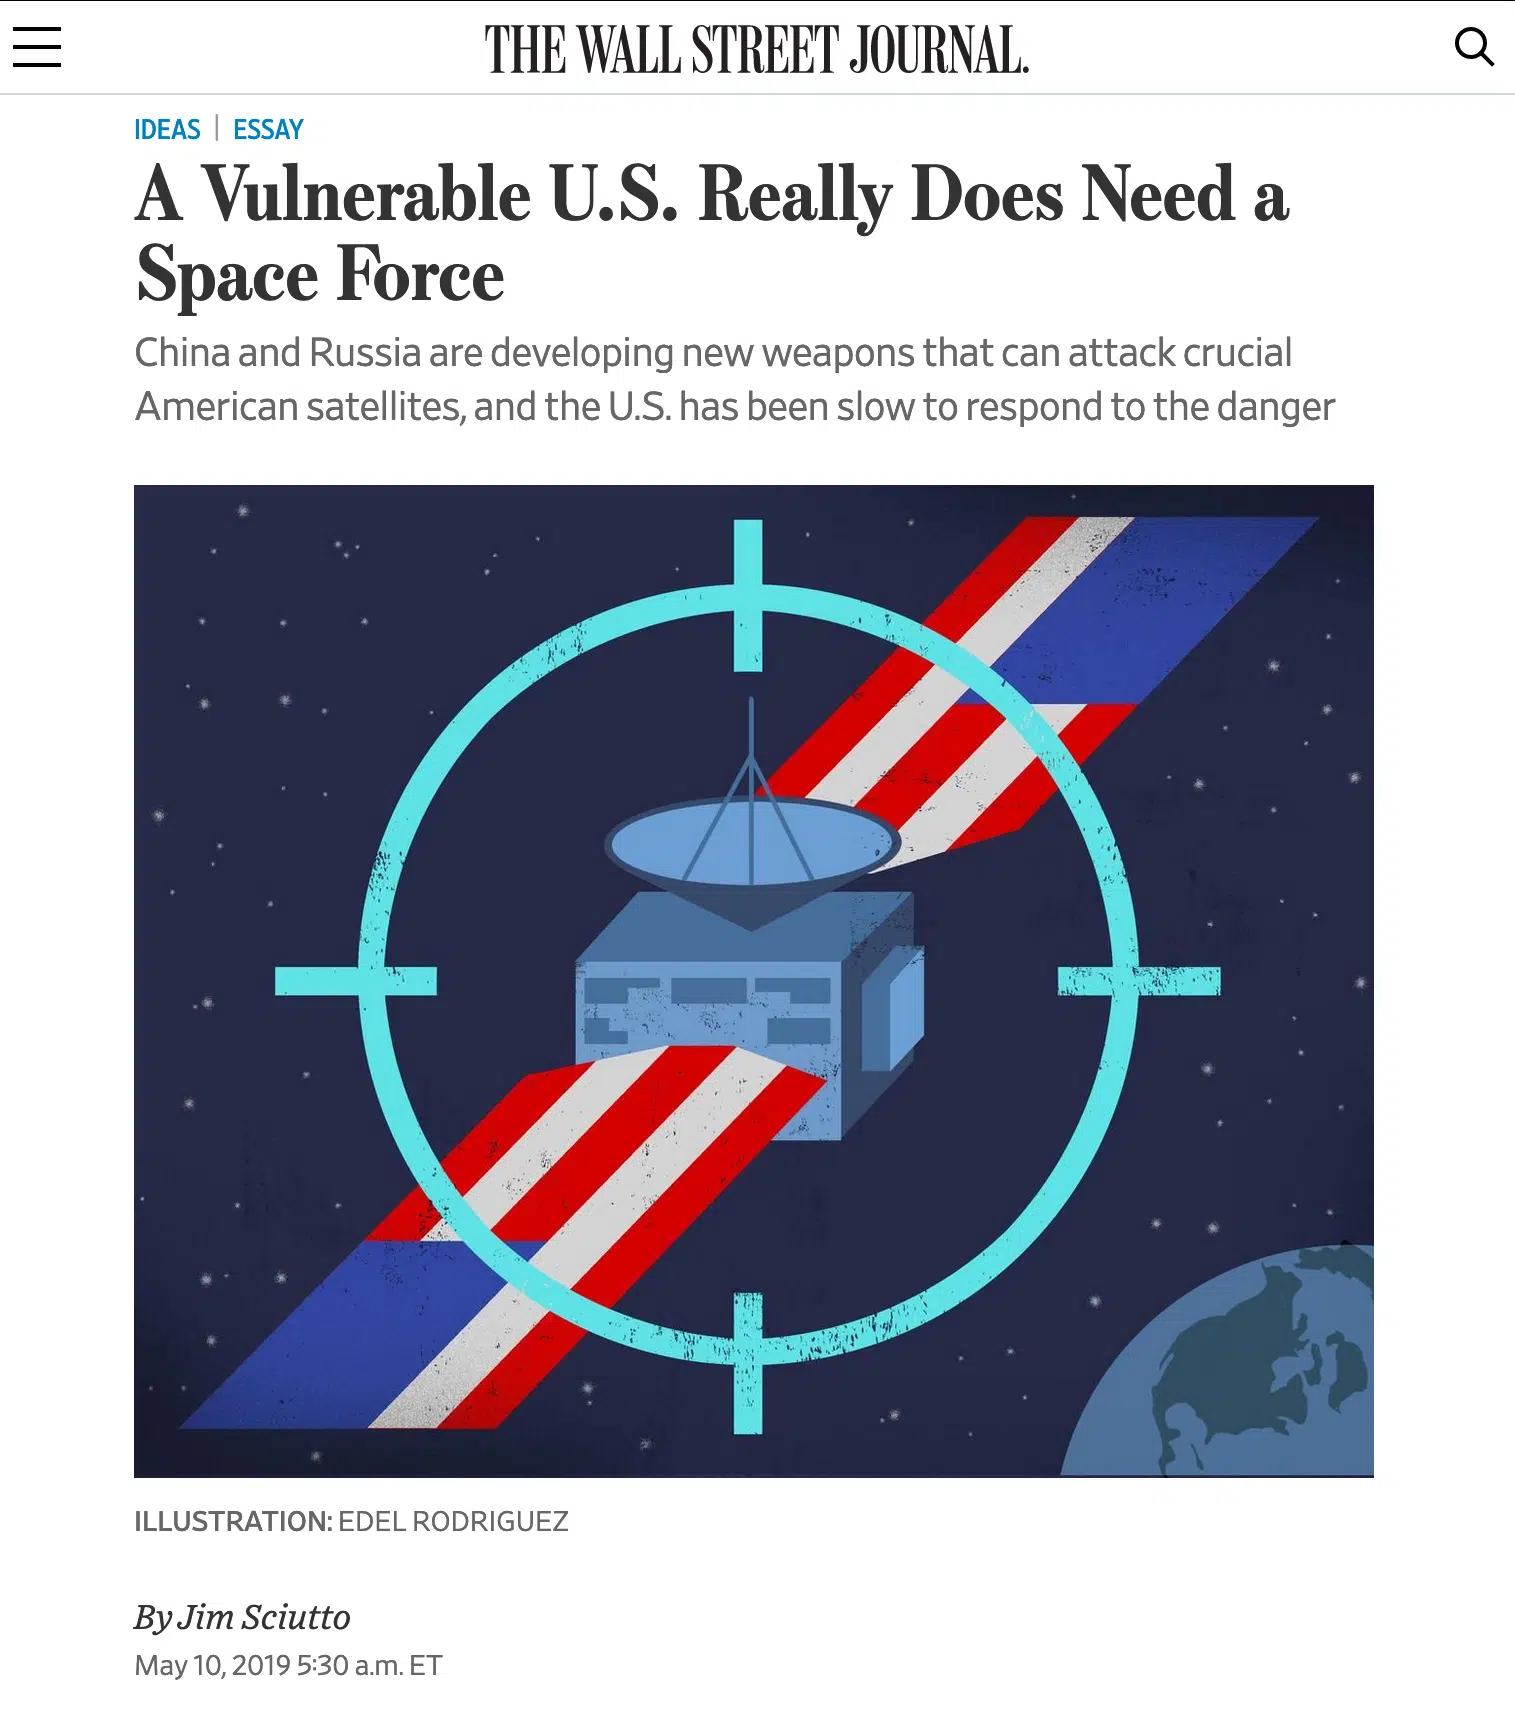 THE WALL STREET JOURNAL.
IDEAS | ESSAY
A Vulnerable U.S. Really Does Need a
Space Force
China and Russia are developing new weapons that can attack crucial
American satellites, and the U.S. has been slow to respond to the danger
ILLUSTRATION: EDEL RODRIGUEZ
By Jim Sciutto
May 10, 2019 5:30 a.m. ET